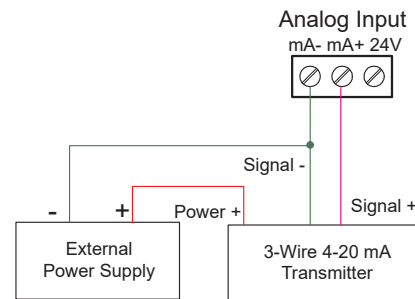 Analog Input
mA- mA+ 24V
Signal -
- +
Power +
Signal +
External
Power Supply
3-Wire 4-20 mA
Transmitter